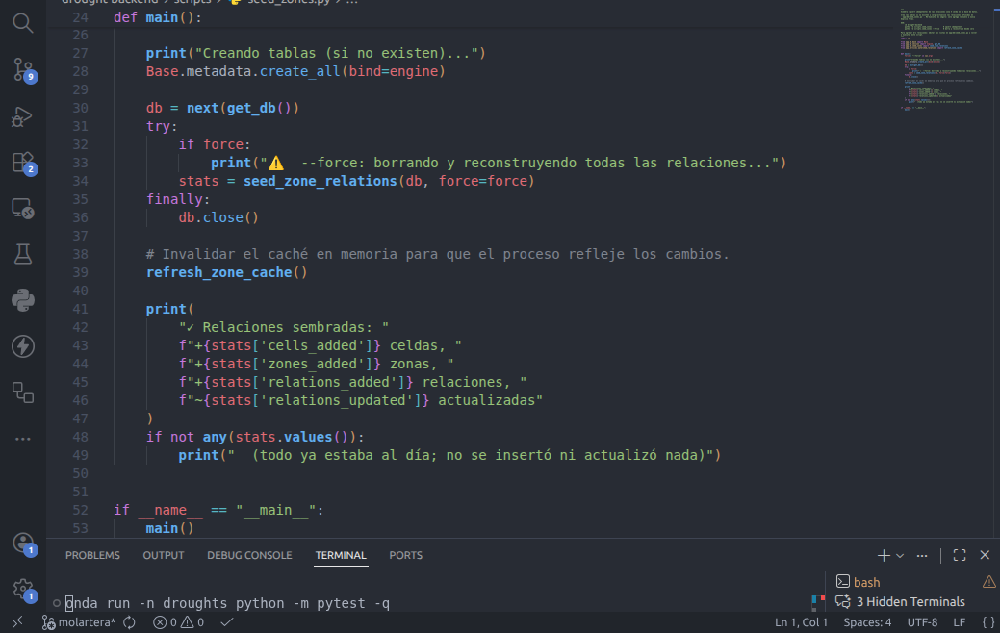 drought-backend > scripts > seed_zones.py > ...
24 def main():
26
27 print("Creando tablas (si no existen)...")
28 Base.metadata.create_all(bind=engine)
29
30 db = next(get_db())
31 try:
32 if force:
33 print("⚠️  --force: borrando y reconstruyendo todas las relaciones...")
34 stats = seed_zone_relations(db, force=force)
35 finally:
36 db.close()
37
38 # Invalidar el caché en memoria para que el proceso refleje los cambios.
39 refresh_zone_cache()
40
41 print(
42 "✓ Relaciones sembradas: "
43 f"+{stats['cells_added']} celdas, "
44 f"+{stats['zones_added']} zonas, "
45 f"+{stats['relations_added']} relaciones, "
46 f"~{stats['relations_updated']} actualizadas"
47 )
48 if not any(stats.values()):
49 print("  (todo ya estaba al día; no se insertó ni actualizó nada)")
50
51
52 if __name__ == "__main__":
53 main()
9
2
1
1
PROBLEMS OUTPUT DEBUG CONSOLE TERMINAL PORTS
onda run -n droughts python -m pytest -q
bash
3 Hidden Terminals
molartera* 0 0 Ln 1, Col 1 Spaces: 4 UTF-8 LF { }